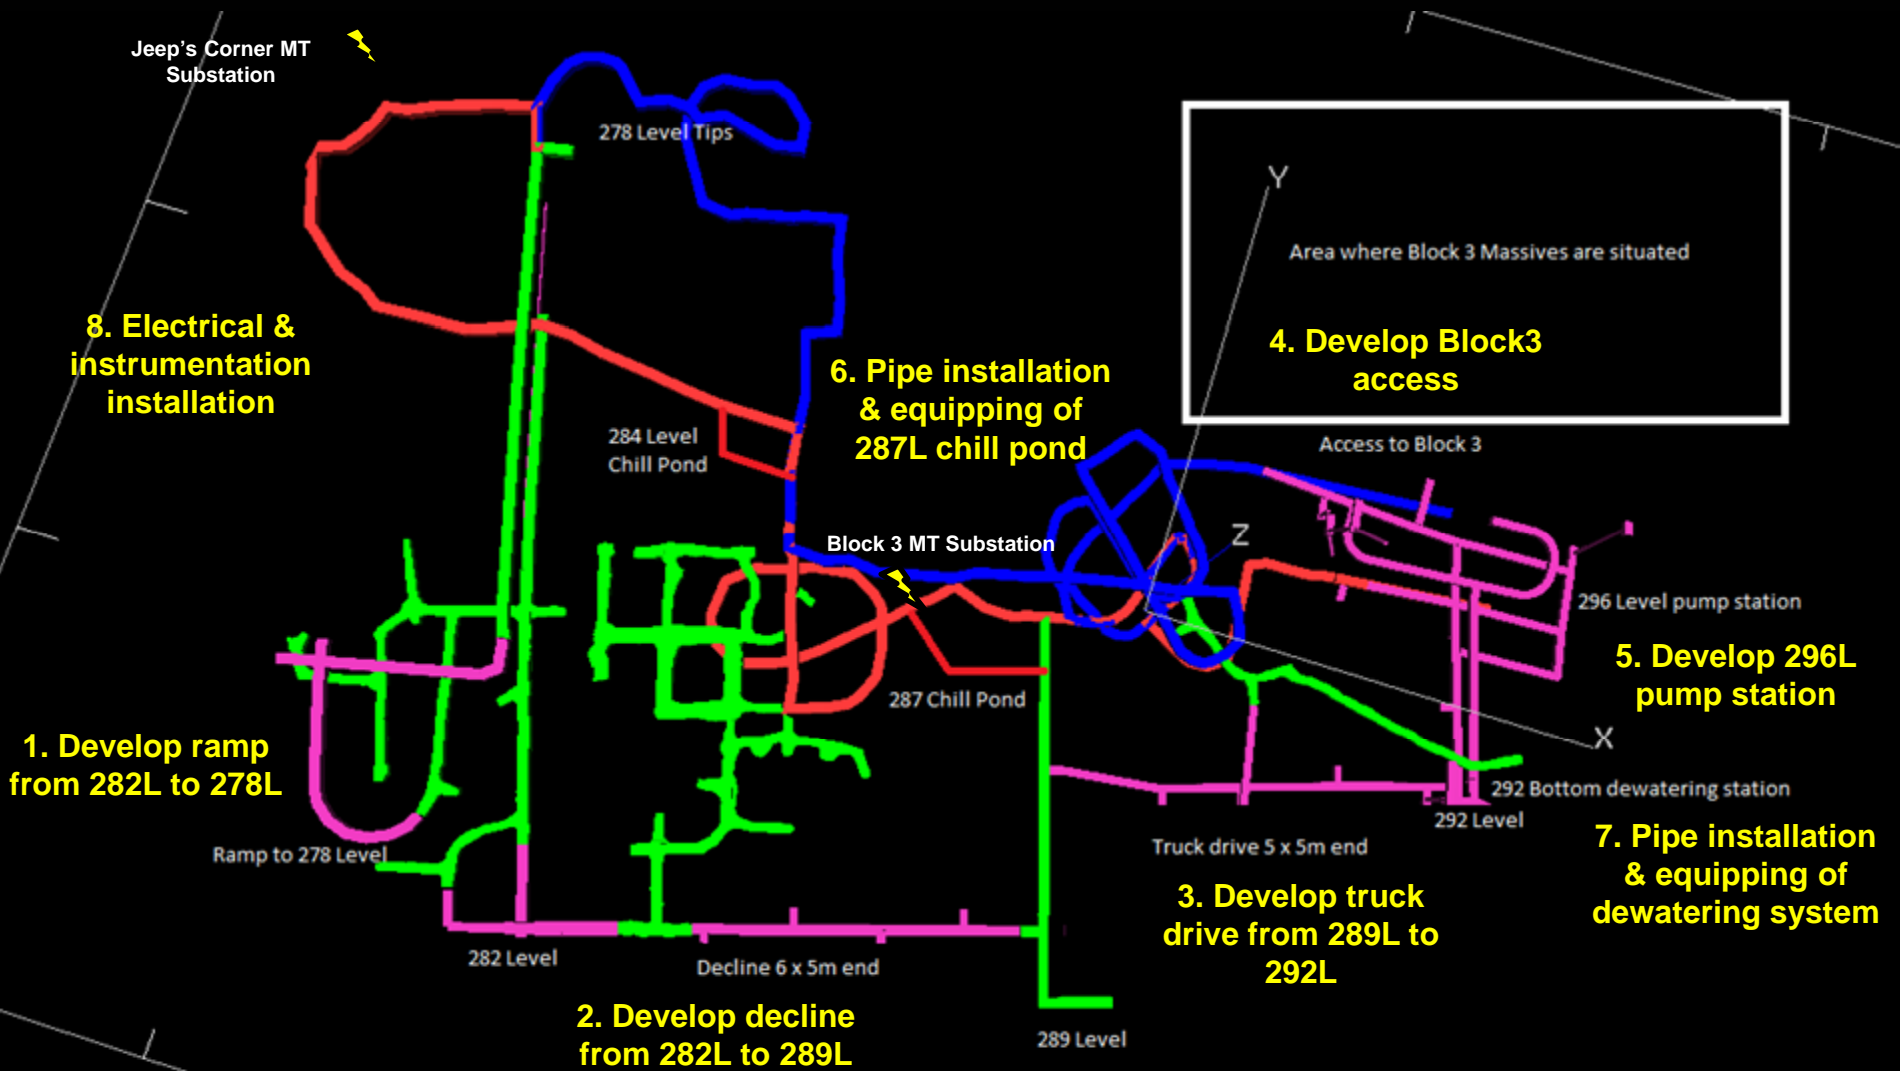 Jeep's Corner MT
Substation
278 Level Tips
Y
Area where Block 3 Massives are situated
8. Electrical &
instrumentation
installation
4. Develop Block3
access
6. Pipe installation
& equipping of
287L chill pond
284 Level
Chill Pond
Access to Block 3
Block 3 MT Substation
Z
296 Level pump station
5. Develop 296L
pump station
287 Chill Pond
X
1. Develop ramp
from 282L to 278L
292 Bottom dewatering station
292 Level
Ramp to 278 Level
Truck drive 5 x 5m end
7. Pipe installation
& equipping of
dewatering system
3. Develop truck
drive from 289L to
292L
282 Level
Decline 6 x 5m end
2. Develop decline
from 282L to 289L
289 Level